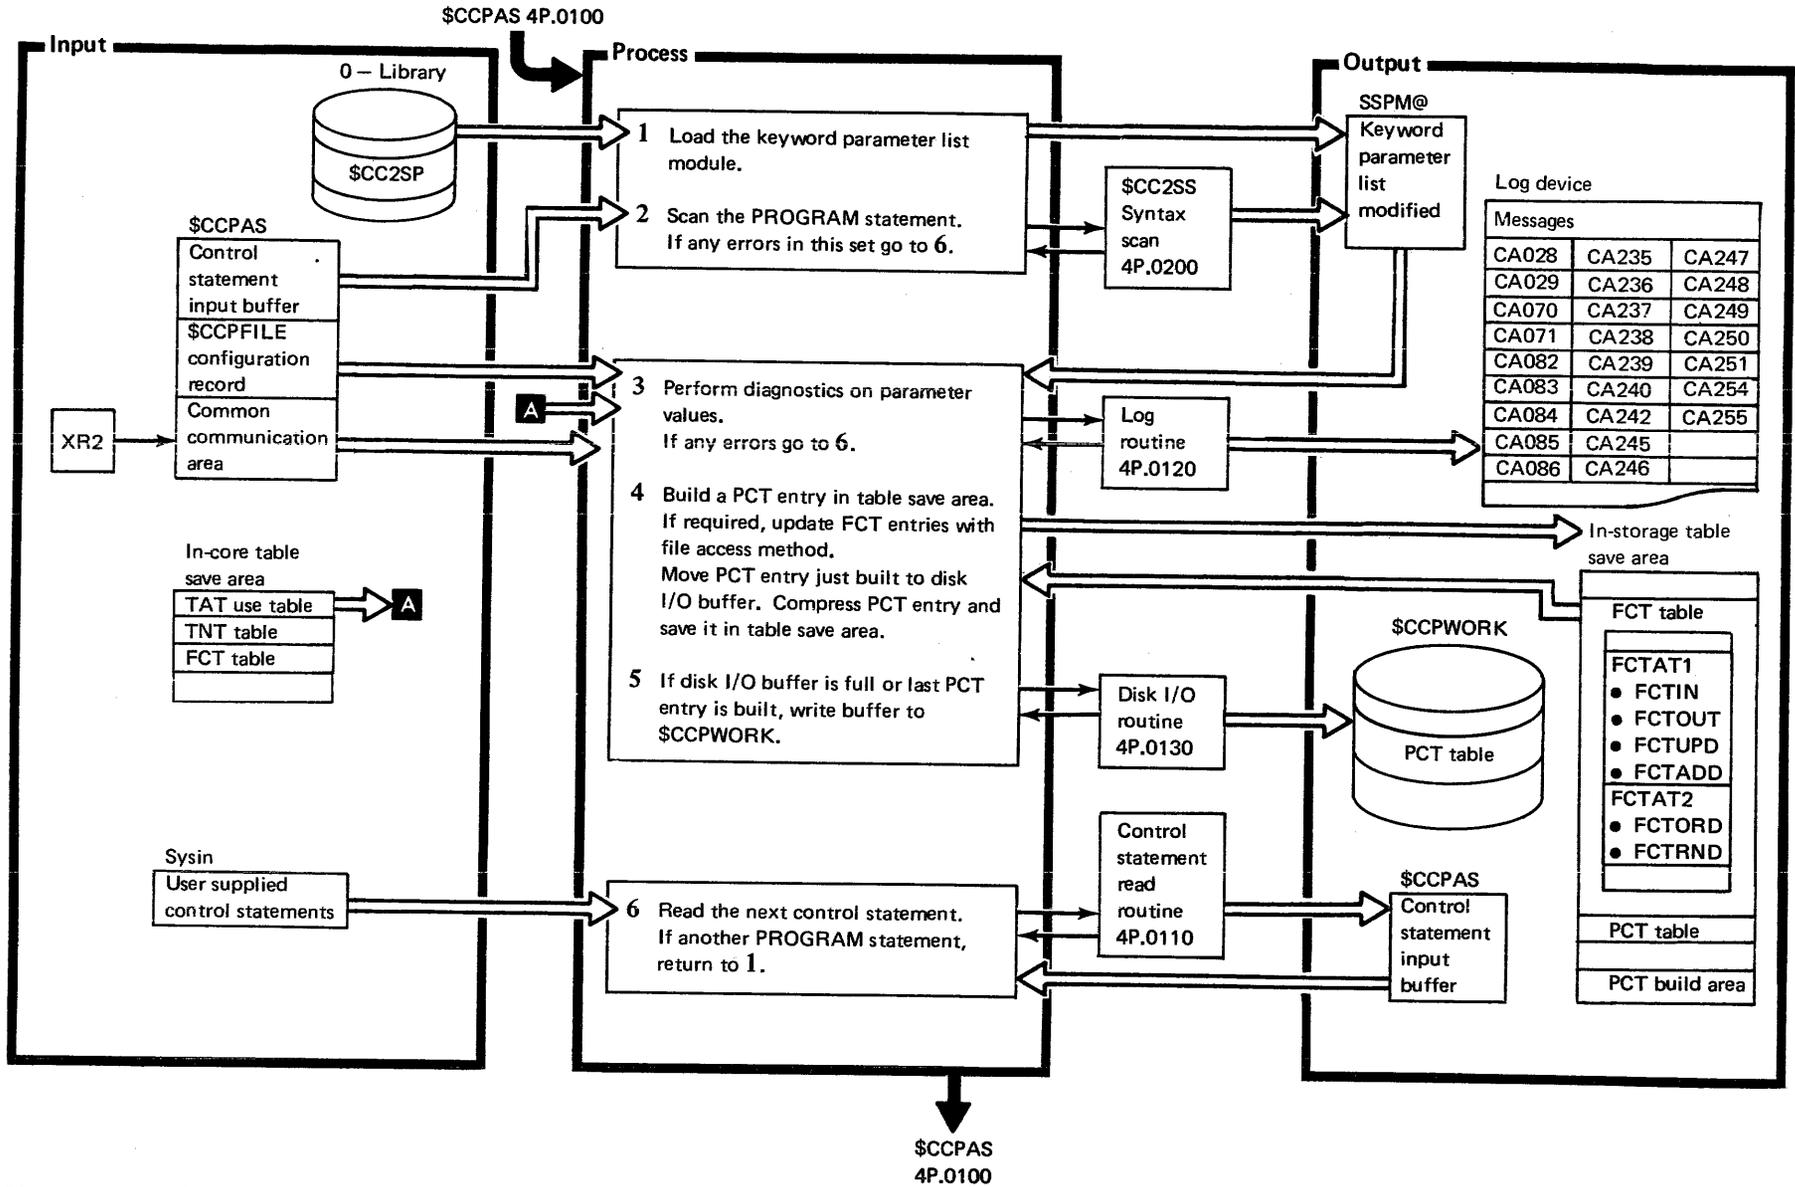 $CCPAS 4P.0100
Input
Process
Output
0 – Library
$CC2SP
$CCPAS
Control
statement
input buffer
$CCPFILE
configuration
record
Common
communication
area
XR2
In-core table
save area
TAT use table
TNT table
FCT table
A
Sysin
User supplied
control statements
1 Load the keyword parameter list
module.
2 Scan the PROGRAM statement.
If any errors in this set go to 6.
A
3 Perform diagnostics on parameter
values.
If any errors go to 6.
4 Build a PCT entry in table save area.
If required, update FCT entries with
file access method.
Move PCT entry just built to disk
I/O buffer. Compress PCT entry and
save it in table save area.
5 If disk I/O buffer is full or last PCT
entry is built, write buffer to
$CCPWORK.
6 Read the next control statement.
If another PROGRAM statement,
return to 1.
$CC2SS
Syntax
scan
4P.0200
Log
routine
4P.0120
Disk I/O
routine
4P.0130
Control
statement
read
routine
4P.0110
SSPM@
Keyword
parameter
list
modified
Log device
Messages
CA028 CA235 CA247
CA029 CA236 CA248
CA070 CA237 CA249
CA071 CA238 CA250
CA082 CA239 CA251
CA083 CA240 CA254
CA084 CA242 CA255
CA085 CA245
CA086 CA246
In-storage table
save area
FCT table
FCTAT1
• FCTIN
• FCTOUT
• FCTUPD
• FCTADD
FCTAT2
• FCTORD
• FCTRND
PCT table
PCT build area
$CCPWORK
PCT table
$CCPAS
Control
statement
input
buffer
$CCPAS
4P.0100